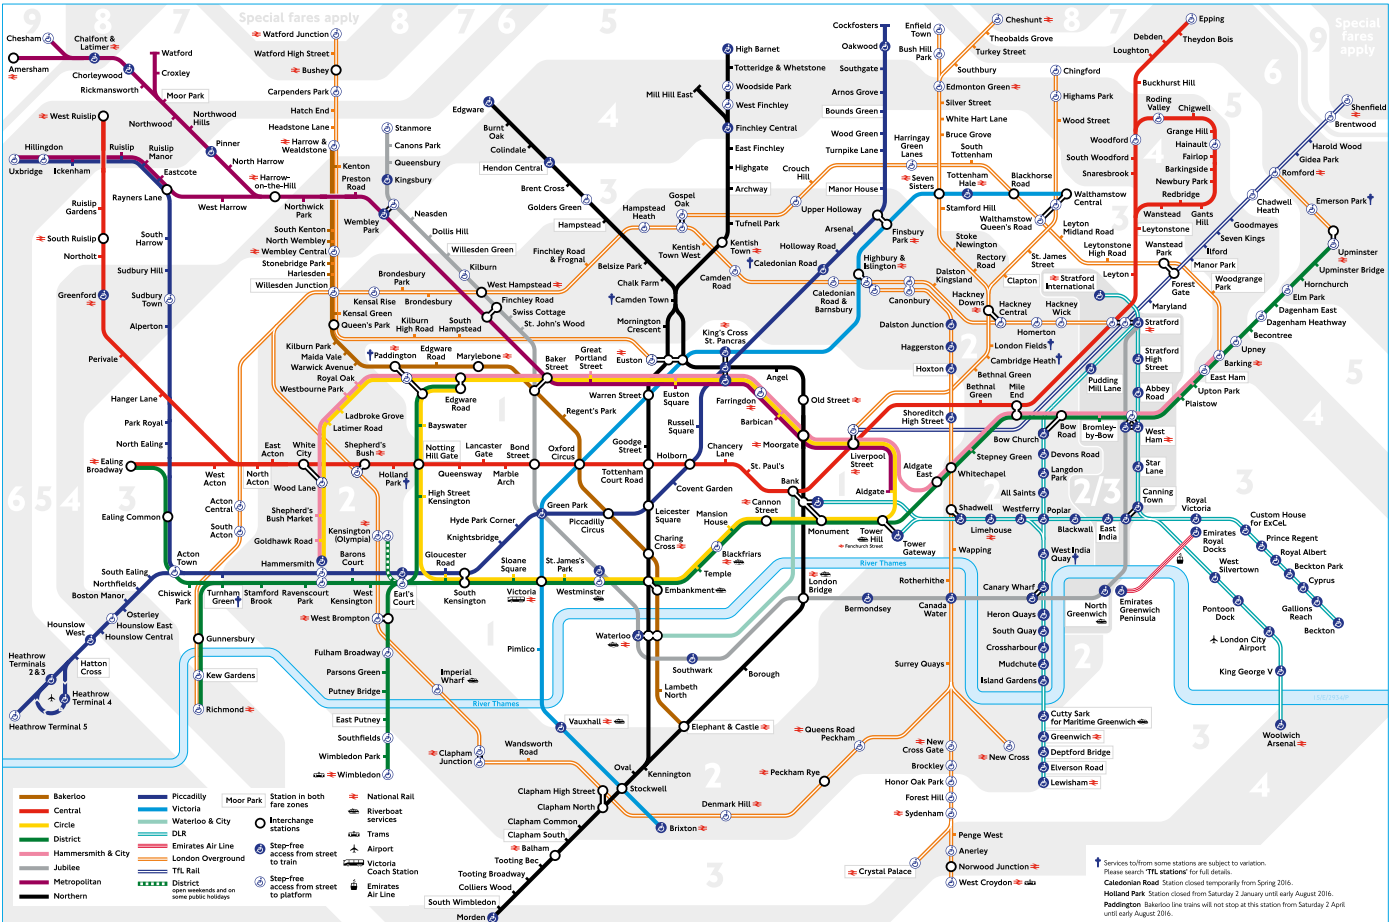 9
8
7
Special fares apply
8
7
6
5
8
7
Special
fares
apply
9
6
5
4
3
Chesham
Chalfont &
Latimer
Watford
Amersham
Chorleywood
Croxley
Rickmansworth
Moor Park
Northwood
Northwood
Hills
West Ruislip
Pinner
Hillingdon
Ruislip
Ruislip
Manor
North Harrow
Uxbridge
Ickenham
Eastcote
Harrow-
on-the-Hill
Rayners Lane
West Harrow
Northwick
Park
Preston
Road
Ruislip
Gardens
South Ruislip
South
Harrow
Northolt
Sudbury Hill
Greenford
Sudbury
Town
Alperton
Perivale
Hanger Lane
Park Royal
North Ealing
Ealing
Broadway
West
Acton
North
Acton
East
Acton
White
City
Ealing Common
Acton
Central
South
Acton
Acton
Town
South Ealing
Northfields
Boston Manor
Osterley
Hounslow East
Hounslow Central
Hounslow
West
Hatton
Cross
Heathrow
Terminals
2 & 3
Heathrow
Terminal 4
Heathrow Terminal 5
Chiswick
Park
Turnham
Green
Stamford
Brook
Ravenscourt
Park
West
Kensington
Gunnersbury
Kew Gardens
Richmond
Watford Junction
Watford High Street
Bushey
Carpenders Park
Hatch End
Headstone Lane
Harrow &
Wealdstone
Kenton
South Kenton
North Wembley
Wembley Central
Stonebridge Park
Harlesden
Willesden Junction
Kensal Green
Queen's Park
Kilburn Park
Maida Vale
Warwick Avenue
Royal Oak
Westbourne Park
Ladbroke Grove
Latimer Road
Stanmore
Canons Park
Queensbury
Kingsbury
Wembley
Park
Neasden
Dollis Hill
Willesden Green
Kilburn
West Hampstead
Finchley Road
Swiss Cottage
St. John's Wood
Kensal Rise
Brondesbury
Park
Brondesbury
Kilburn
High Road
South
Hampstead
Finchley Road
& Frognal
Edgware
Burnt
Oak
Colindale
Hendon Central
Brent Cross
Golders Green
Hampstead
Belsize Park
Chalk Farm
Camden Town
Mornington
Crescent
Euston
High Barnet
Totteridge & Whetstone
Woodside Park
Mill Hill East
West Finchley
Finchley Central
East Finchley
Highgate
Archway
Tufnell Park
Kentish
Town
Hampstead
Heath
Gospel
Oak
Kentish
Town West
Camden
Road
Crouch
Hill
Upper Holloway
Caledonian
Road &
Barnsbury
Cockfosters
Oakwood
Southgate
Arnos Grove
Bounds Green
Wood Green
Turnpike Lane
Manor House
Harringay
Green
Lanes
Arsenal
Finsbury
Park
Holloway Road
Caledonian Road
Highbury &
Islington
King's Cross
St. Pancras
Canonbury
Enfield
Town
Bush Hill
Park
Cheshunt
Theobalds Grove
Turkey Street
Southbury
Edmonton Green
Silver Street
White Hart Lane
Bruce Grove
South
Tottenham
Seven
Sisters
Tottenham
Hale
Blackhorse
Road
Stamford Hill
Stoke
Newington
Rectory
Road
Chingford
Highams Park
Wood Street
Walthamstow
Central
Walthamstow
Queen's Road
Leyton
Midland Road
St. James
Street
Clapton
Leytonstone
High Road
Wanstead
Park
Woodgrange
Park
Dalston
Kingsland
Hackney
Downs
Hackney
Central
Homerton
Hackney
Wick
Dalston Junction
Haggerston
Hoxton
London Fields
Cambridge Heath
Bethnal Green
Bethnal
Green
Mile
End
Shoreditch
High Street
Epping
Debden
Theydon Bois
Loughton
Buckhurst Hill
Roding
Valley
Chigwell
Woodford
Grange Hill
Hainault
Fairlop
Barkingside
Newbury Park
Redbridge
South Woodford
Snaresbrook
Wanstead
Gants
Hill
Leytonstone
Leyton
Shenfield
Brentwood
Harold Wood
Gidea Park
Romford
Emerson Park
Chadwell
Heath
Goodmayes
Seven Kings
Ilford
Manor Park
Forest
Gate
Maryland
Upminster
Upminster Bridge
Hornchurch
Elm Park
Dagenham East
Dagenham Heathway
Becontree
Upney
Barking
East Ham
Upton Park
Plaistow
West
Ham
Stratford
International
Stratford
Stratford
High
Street
Abbey
Road
Pudding
Mill Lane
Bow Church
Bow
Road
Bromley-
by-Bow
Stepney Green
Whitechapel
Devons Road
Langdon
Park
All Saints
Star Lane
Canning
Town
Royal
Victoria
Custom House
for ExCeL
Prince Regent
Royal Albert
Beckton Park
Cyprus
Gallions
Reach
Beckton
Emirates
Royal
Docks
West
Silvertown
Pontoon
Dock
London City
Airport
King George V
Woolwich
Arsenal
Emirates
Greenwich
Peninsula
North
Greenwich
Shadwell
Limehouse
Westferry
Poplar
Blackwall
East
India
West India
Quay
Canary Wharf
Heron Quays
South Quay
Crossharbour
Mudchute
Island Gardens
Cutty Sark
for Maritime Greenwich
Greenwich
Deptford Bridge
Elverson Road
Lewisham
Paddington
Edgware
Road
Marylebone
Baker
Street
Great
Portland
Street
Edgware
Road
Warren Street
Euston
Square
Farringdon
Barbican
Moorgate
Angel
Old Street
Liverpool
Street
Aldgate
East
Aldgate
Bayswater
Regent's Park
Russell
Square
Goodge
Street
Notting
Hill Gate
Lancaster
Gate
Bond
Street
Oxford
Circus
Queensway
Marble
Arch
Tottenham
Court Road
Holborn
Chancery
Lane
St. Paul's
Bank
Covent Garden
Leicester
Square
Shepherd's
Bush
Holland
Park
Wood Lane
Shepherd's
Bush Market
Goldhawk Road
Hammersmith
Barons
Court
Kensington
(Olympia)
High Street
Kensington
Earl's
Court
Gloucester
Road
South
Kensington
Sloane
Square
Knightsbridge
Hyde Park Corner
Green Park
Piccadilly
Circus
Charing
Cross
Victoria
St. James's
Park
Westminster
Embankment
Temple
Blackfriars
Mansion
House
Cannon
Street
Monument
Tower
Hill
Fenchurch Street
Tower
Gateway
London
Bridge
River Thames
Waterloo
Southwark
Bermondsey
Canada
Water
Wapping
Rotherhithe
Surrey Quays
West Brompton
Fulham Broadway
Parsons Green
Putney Bridge
East Putney
Southfields
Wimbledon Park
Wimbledon
Imperial
Wharf
Clapham
Junction
Wandsworth
Road
River Thames
Pimlico
Vauxhall
Lambeth
North
Borough
Elephant & Castle
Oval
Kennington
Stockwell
Brixton
Clapham High Street
Clapham North
Clapham Common
Clapham South
Balham
Tooting Bec
Tooting Broadway
Colliers Wood
South Wimbledon
Morden
Denmark Hill
Peckham Rye
Queens Road
Peckham
New
Cross Gate
New Cross
Brockley
Honor Oak Park
Forest Hill
Sydenham
Crystal Palace
Penge West
Anerley
Norwood Junction
West Croydon
Bakerloo
Central
Circle
District
Hammersmith & City
Jubilee
Metropolitan
Northern
Piccadilly
Victoria
Waterloo & City
DLR
Emirates Air Line
London Overground
TfL Rail
District
open weekends and on
some public holidays
Moor Park
Station in both
fare zones
Interchange
stations
Step-free
access from street
to train
Step-free
access from street
to platform
National Rail
Riverboat
services
Trams
Airport
Victoria
Coach Station
Emirates
Air Line
Services to/from some stations are subject to variation.
Please search 'TfL stations' for full details.
Caledonian Road Station closed temporarily from Spring 2016.
Holland Park Station closed from Saturday 2 January until early August 2016.
Paddington Bakerloo line trains will not stop at this station from Saturday 2 April
until early August 2016.